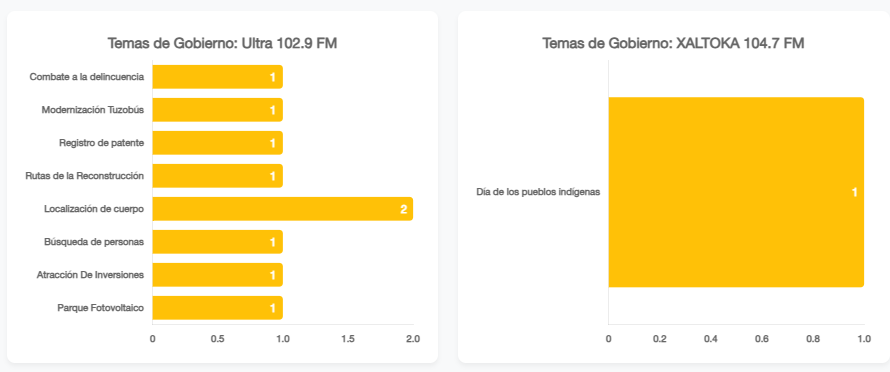 Temas de Gobierno: Ultra 102.9 FM
Combate a la delincuencia
1
Modernización Tuzobús
1
Registro de patente
1
Rutas de la Reconstrucción
1
Localización de cuerpo
2
Búsqueda de personas
1
Atracción De Inversiones
1
Parque Fotovoltaico
1
0 0.5 1.0 1.5 2.0
Temas de Gobierno: XALTOKA 104.7 FM
Día de los pueblos indígenas
1
0 0.2 0.4 0.6 0.8 1.0